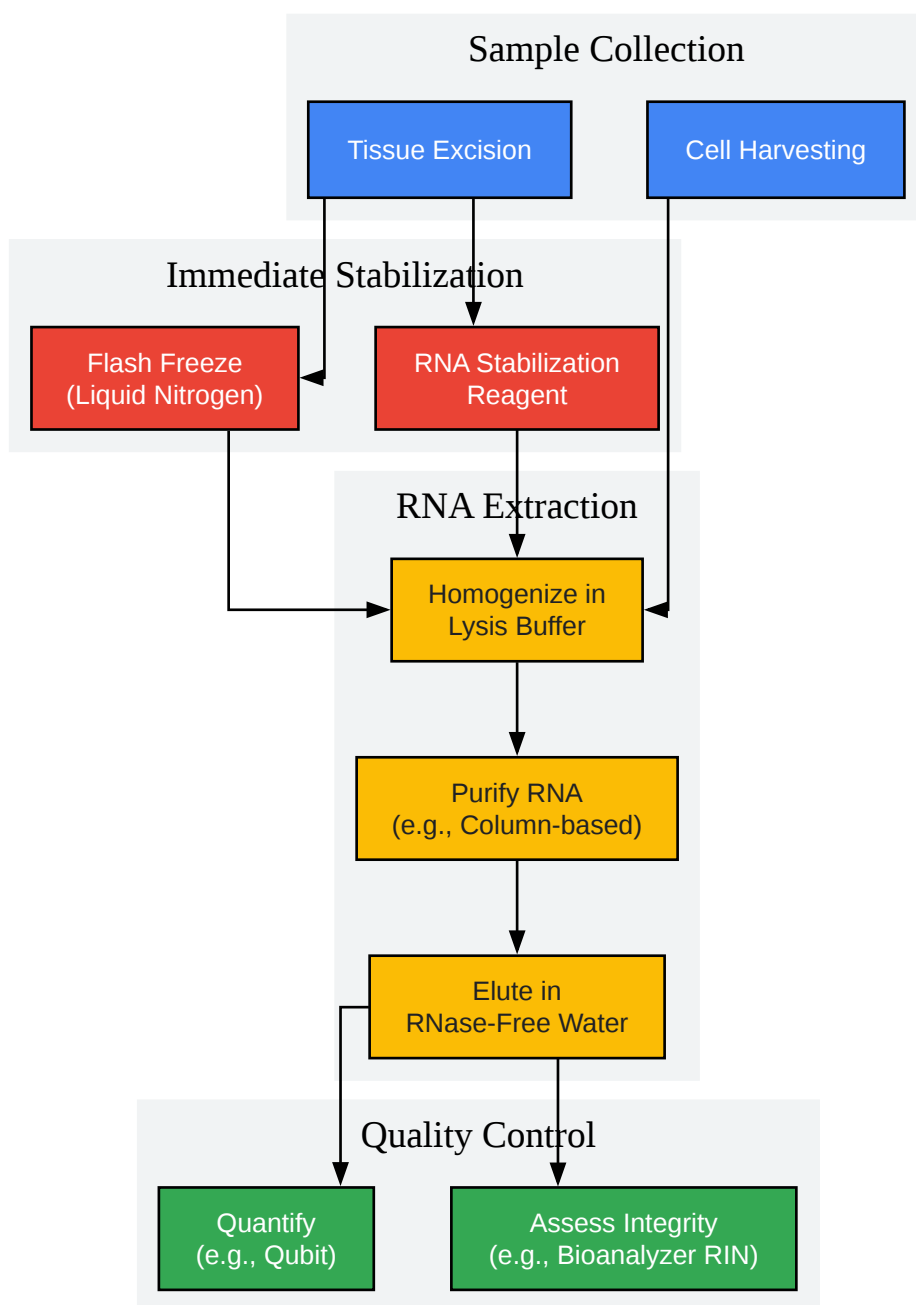 Sample Collection
Tissue Excision
Cell Harvesting
Immediate Stabilization
Flash Freeze
(Liquid Nitrogen)
RNA Stabilization
Reagent
RNA Extraction
Homogenize in
Lysis Buffer
Purify RNA
(e.g., Column-based)
Elute in
RNase-Free Water
Quality Control
Quantify
(e.g., Qubit)
Assess Integrity
(e.g., Bioanalyzer RIN)